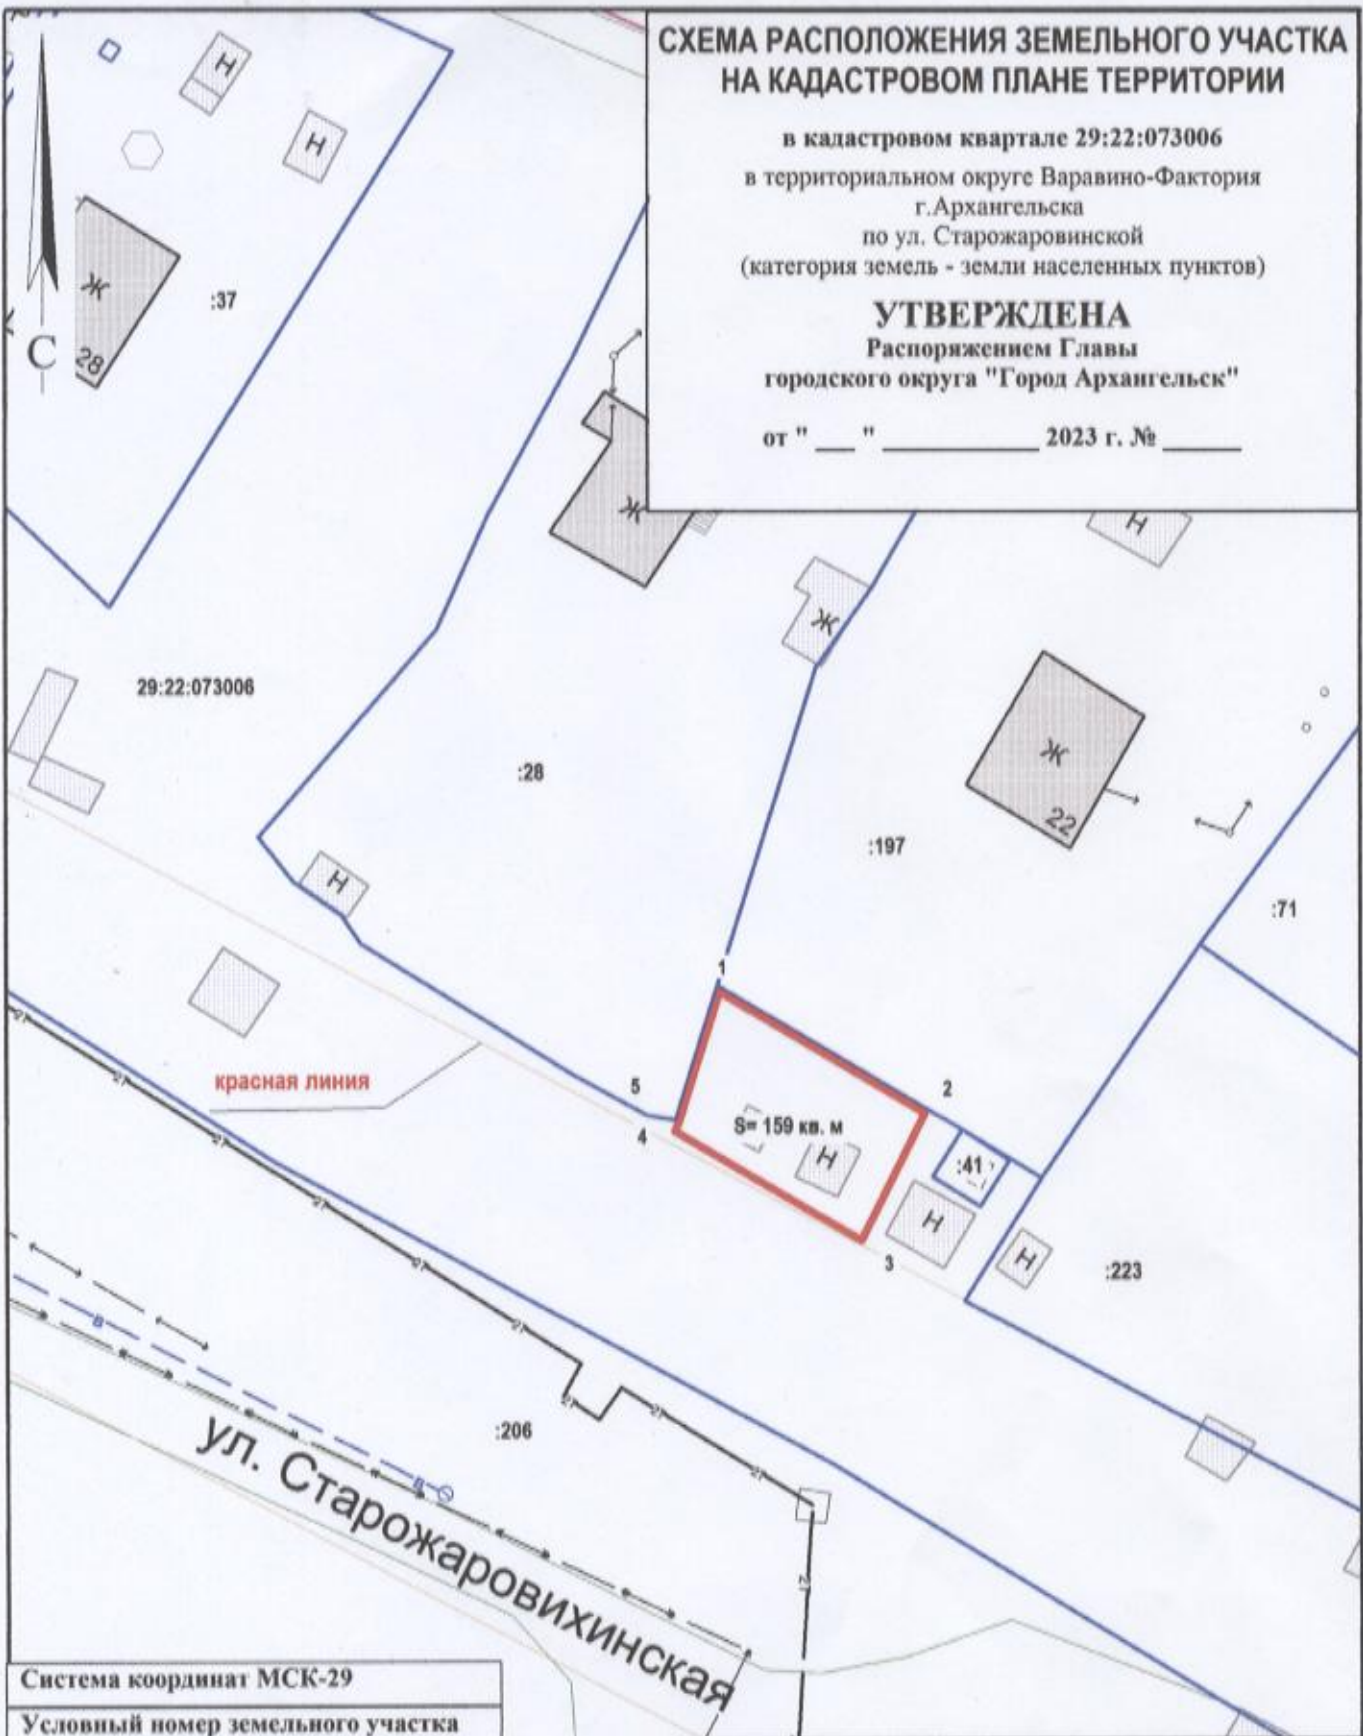 СХЕМА РАСПОЛОЖЕНИЯ ЗЕМЕЛЬНОГО УЧАСТКА
НА КАДАСТРОВОМ ПЛАНЕ ТЕРРИТОРИИ
в кадастровом квартале 29:22:073006
в территориальном округе Варавино-Фактория
г.Архангельска
по ул. Старожаровинской
(категория земель - земли населенных пунктов)
УТВЕРЖДЕНА
Распоряжением Главы
городского округа "Город Архангельск"
от " ___ " ____________ 2023 г. № ______
Н
Н
Ж
28
:37
С
Ж
Н
Ж
29:22:073006
Ж
22
:28
:197
Н
:71
1
красная линия
5
2
4
S= 159 кв. м
Н
:41
Н
3
Н
:223
В
В
:206
ул. Старожаровихинская
Система координат МСК-29
Условный номер земельного участка